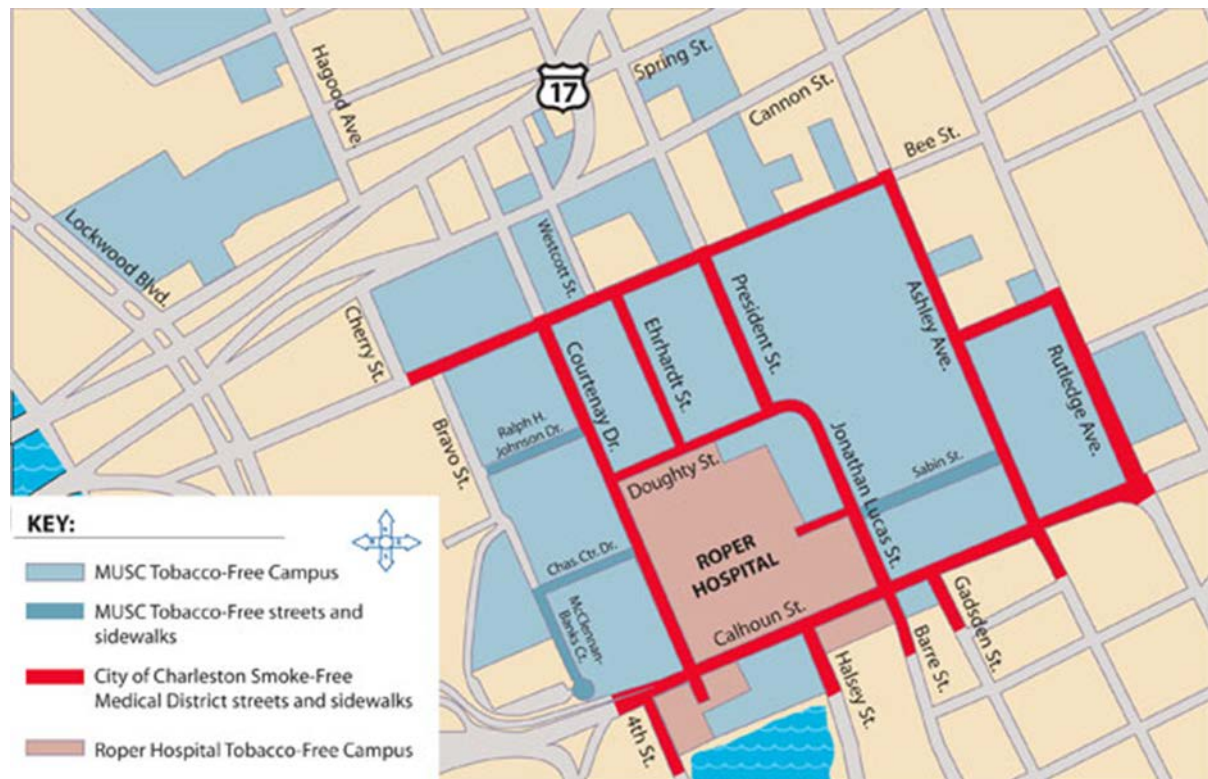 Hagood Ave.
17
Spring St.
Cannon St.
Bee St.
Lockwood Blvd.
Westcott St.
Cherry St.
President St.
Ashley Ave.
Ehrhardt St.
Courtenay Dr.
Rutledge Ave.
Ralph H.
Johnson Dr.
Bravo St.
Jonathan Lucas St.
Sabin St.
Doughty St.
ROPER
HOSPITAL
Chas. Ctr. Dr.
McClennan-
Banks Ct.
Calhoun St.
Gadsden St.
Barre St.
Halsey St.
4th St.
KEY:
MUSC Tobacco-Free Campus
MUSC Tobacco-Free streets and
sidewalks
City of Charleston Smoke-Free
Medical District streets and sidewalks
Roper Hospital Tobacco-Free Campus